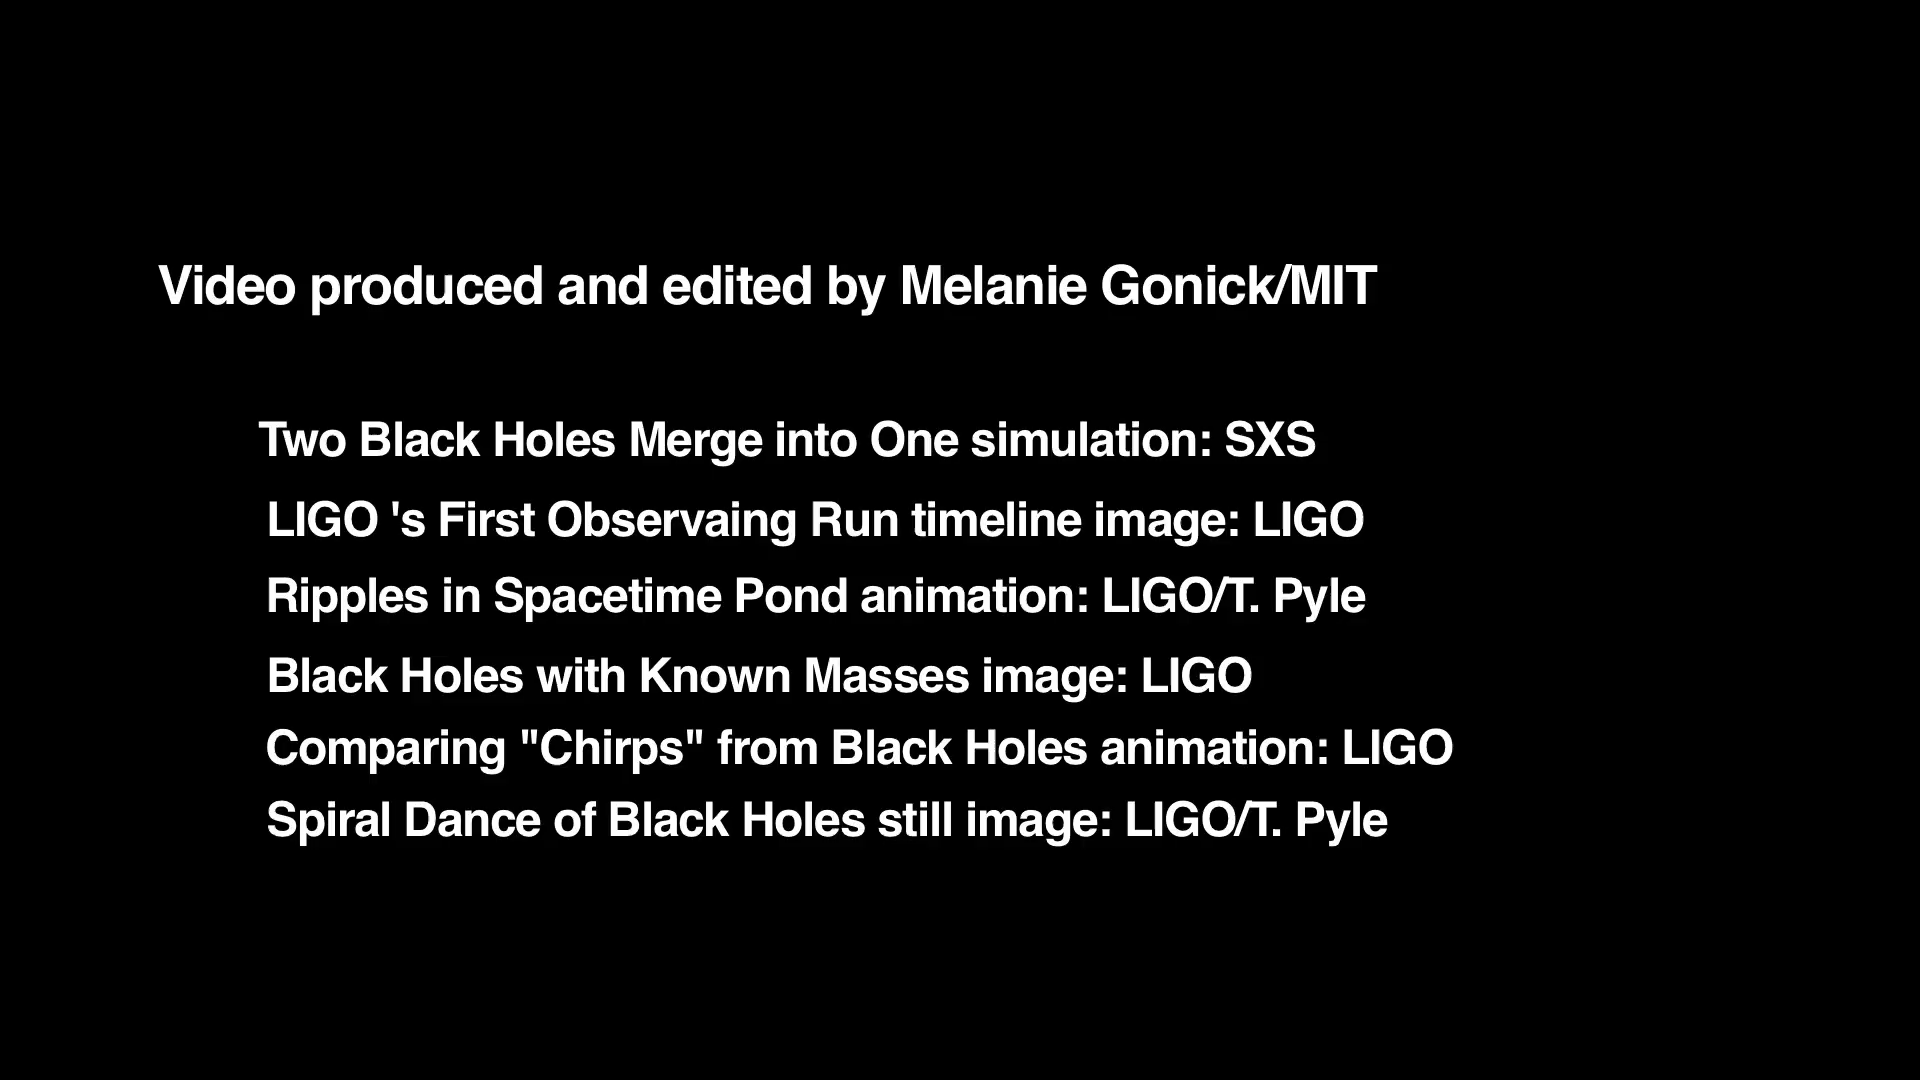 Video produced and edited by Melanie Gonick/MIT
Two Black Holes Merge into One simulation: SXS
LIGO 's First Observaing Run timeline image: LIGO
Ripples in Spacetime Pond animation: LIGO/T. Pyle
Black Holes with Known Masses image: LIGO
Comparing "Chirps" from Black Holes animation: LIGO
Spiral Dance of Black Holes still image: LIGO/T. Pyle